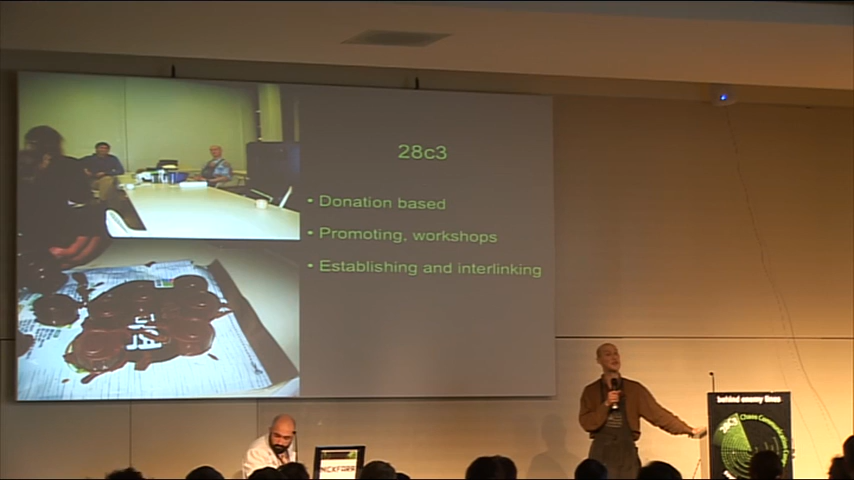 28c3
• Donation based
• Promoting, workshops
• Establishing and interlinking
behind enemy lines